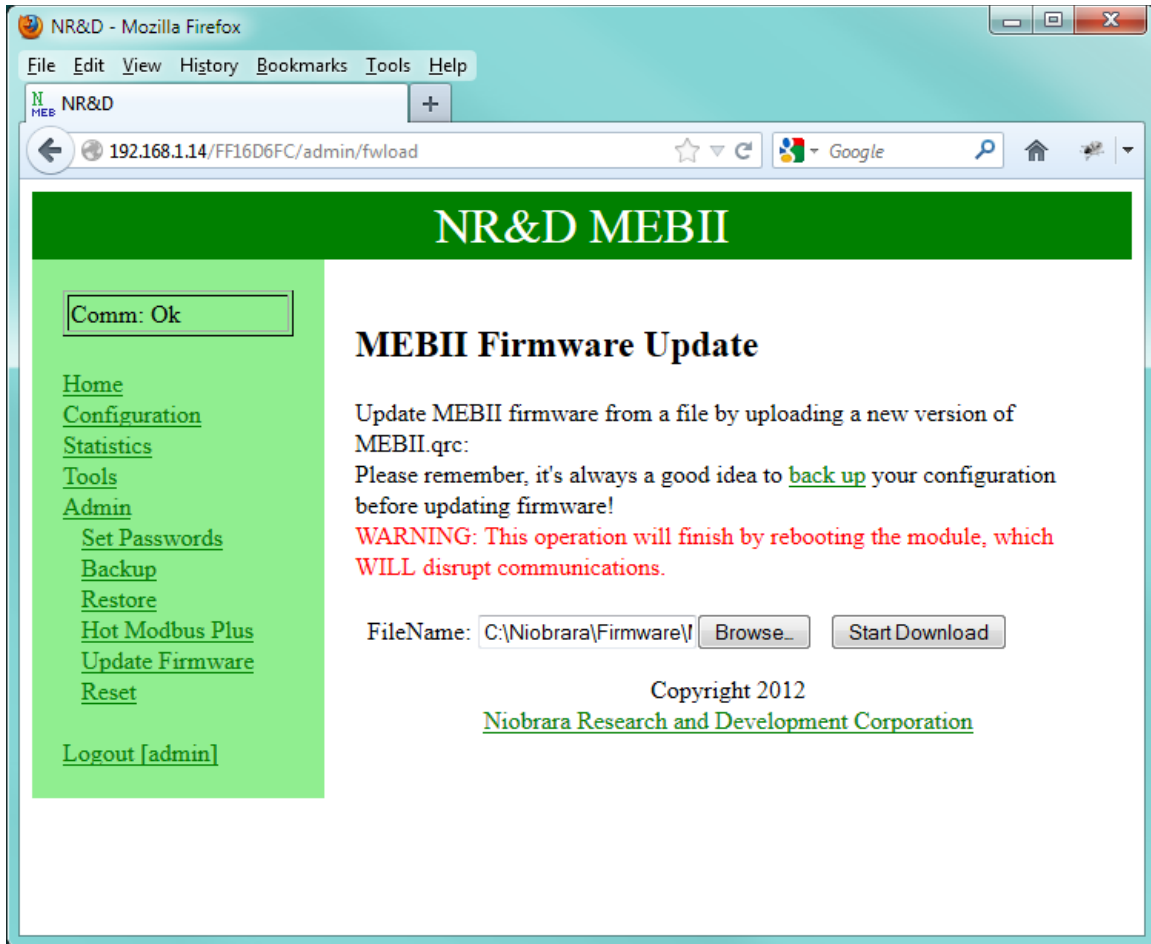 NR&D - Mozilla Firefox
File Edit View History Bookmarks Tools Help
N MEB NR&D +
192.168.1.14/FF16D6FC/admin/fwload Google
NR&D MEBII
Comm: Ok
Home
Configuration
Statistics
Tools
Admin
Set Passwords
Backup
Restore
Hot Modbus Plus
Update Firmware
Reset
Logout [admin]
MEBII Firmware Update
Update MEBII firmware from a file by uploading a new version of
MEBII.qrc:
Please remember, it's always a good idea to back up your configuration
before updating firmware!
WARNING: This operation will finish by rebooting the module, which
WILL disrupt communications.
FileName: C:\Niobrara\Firmware\ Browse... Start Download
Copyright 2012
Niobrara Research and Development Corporation